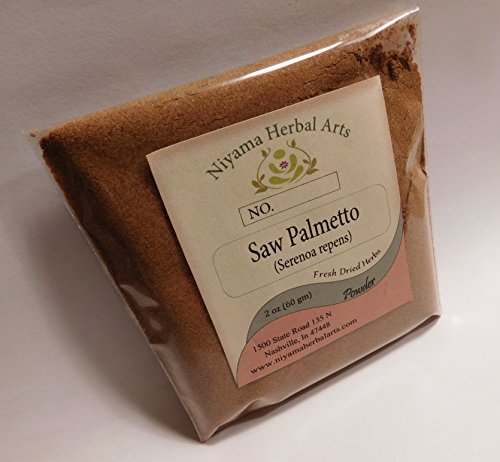 Niyama Herbal Arts
NO.
Saw Palmetto
(Serenoa repens)
Fresh Dried Herbs
2 oz (60 gm)
Powder
1500 State Road 135 N
Nashville, In 47448
www.niyamaherbalarts.com